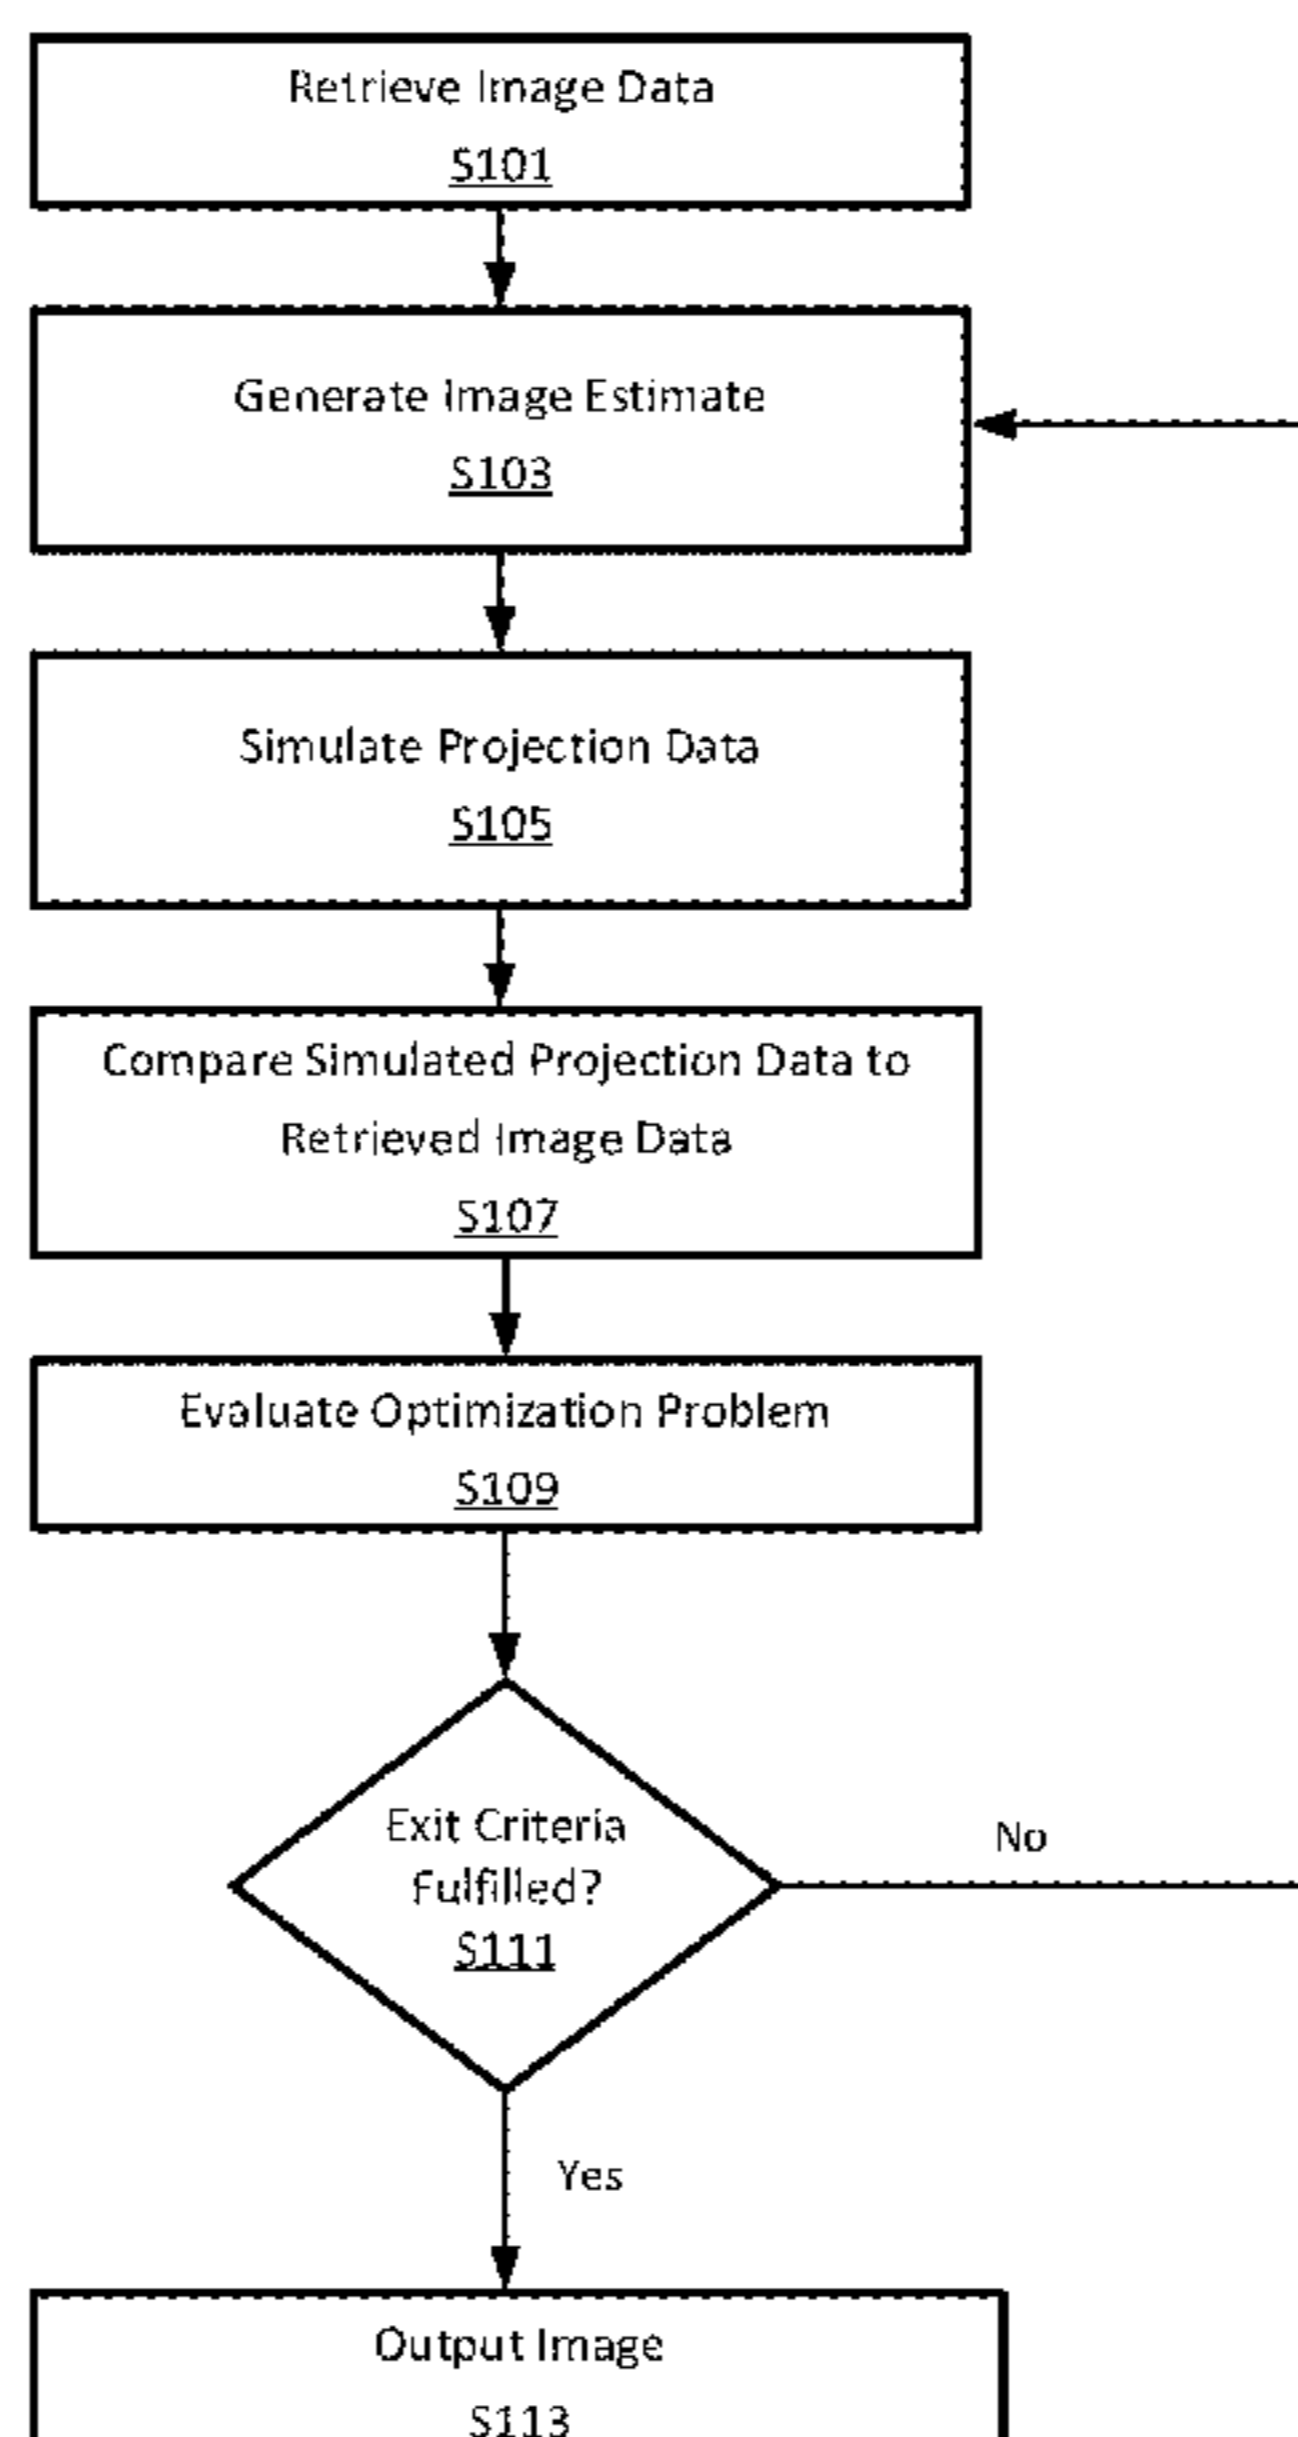 Retrieve Image Data
S101
Generate Image Estimate
S103
Simulate Projection Data
S105
Compare Simulated Projection Data to
Retrieved Image Data
S107
Evaluate Optimization Problem
S109
Exit Criteria
Fulfilled?
S111
No
Yes
Output Image
S113